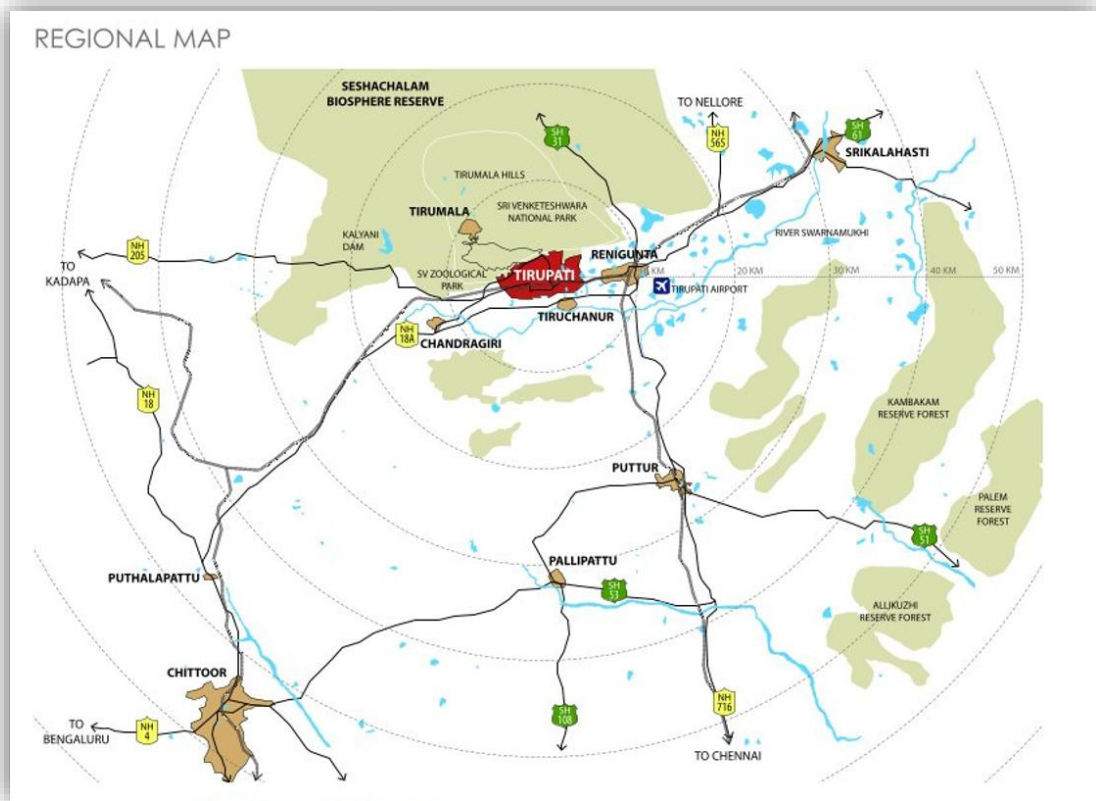 REGIONAL MAP
SESHACHALAM
BIOSPHERE RESERVE
TO NELLORE
SH
31
NH
565
SH
61
SRIKALAHASTI
TIRUMALA HILLS
TIRUMALA
SRI VENKETESHWARA
NATIONAL PARK
KALYANI
DAM
RIVER SWARNAMUKHI
NH
205
TO
KADAPA
SV ZOOLOGICAL
PARK
TIRUPATI
RENIGUNTA
10 KM
20 KM
30 KM
40 KM
50 KM
TIRUPATI AIRPORT
TIRUCHANUR
NH
18A
CHANDRAGIRI
NH
18
KAMBAKAM
RESERVE FOREST
PUTTUR
PALEM
RESERVE
FOREST
SH
51
PALLIPATTU
PUTHALAPATTU
SH
53
ALLIKUZHI
RESERVE FOREST
CHITTOOR
NH
716
SH
108
TO
BENGALURU
NH
4
TO CHENNAI